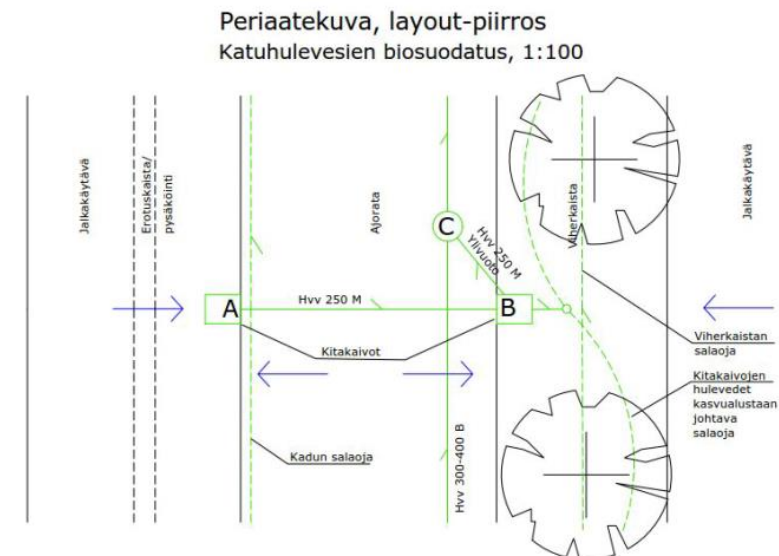 Periaatekuva, layout-piirros
Katuhulevesien biosuodatus, 1:100
Jalkakäytävä
Erotuskaista/
pysäköinti
Ajorata
Viherkaista
Jalkakäytävä
C
Hvv 250 M
Ylivuoto
A
Hvv 250 M
B
Kitakaivot
Viherkaistan
salaoja
Kitakaivojen
hulevedet
kasvualustaan
johtava
salaoja
Kadun salaoja
Hvv 300-400 B